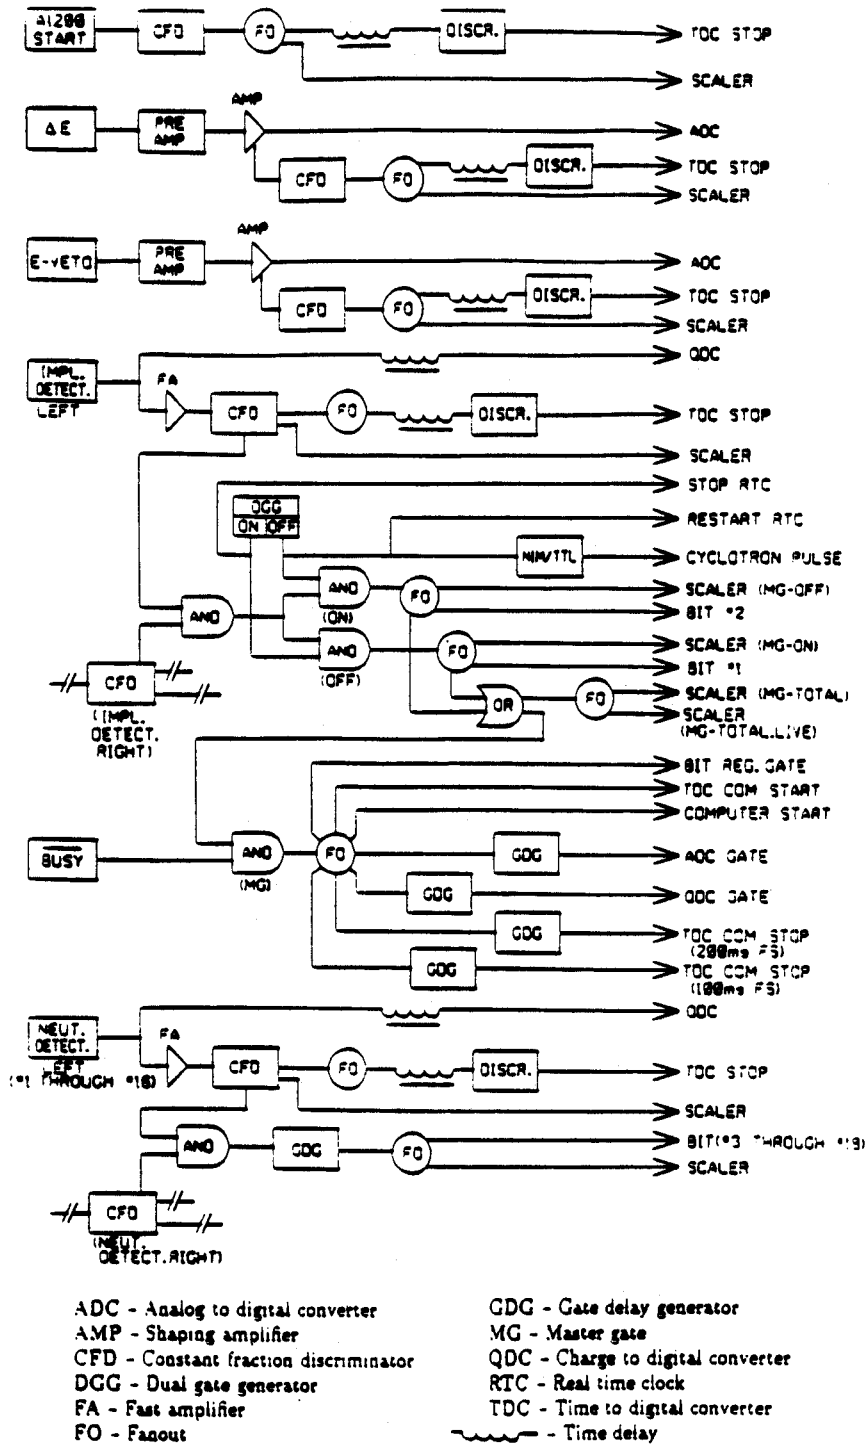 A1200 START
CFD
FO
DISCR.
TDC STOP
SCALER
ΔE
PRE AMP
AMP
ADC
CFD
FO
DISCR.
TDC STOP
SCALER
E-VETO
PRE AMP
AMP
ADC
CFD
FO
DISCR.
TDC STOP
SCALER
QDC
IMPL. DETECT. LEFT
FA
CFD
FO
DISCR.
TDC STOP
SCALER
STOP RTC
DGG
ON OFF
RESTART RTC
NIM/TTL
CYCLOTRON PULSE
AND
AND
(ON)
FO
SCALER (MG-OFF)
BIT #2
AND
(OFF)
FO
SCALER (MG-ON)
BIT #1
CFD
(IMPL. DETECT. RIGHT)
OR
FO
SCALER (MG-TOTAL)
SCALER
(MG-TOTAL.LIVE)
BIT REG. GATE
TDC COM START
COMPUTER START
BUSY
AND
(MG)
FO
GDG
ADC GATE
GDG
QDC GATE
GDG
TDC COM STOP
(200ms FS)
GDG
TDC COM STOP
(100ms FS)
QDC
NEUT. DETECT. LEFT
(#1 THROUGH #16)
FA
CFD
FO
DISCR.
TDC STOP
SCALER
AND
GDG
FO
BIT(#3 THROUGH #18)
SCALER
CFD
(NEUT. DETECT.RIGHT)
ADC - Analog to digital converter
AMP - Shaping amplifier
CFD - Constant fraction discriminator
DGG - Dual gate generator
FA - Fast amplifier
FO - Fanout
GDG - Gate delay generator
MG - Master gate
QDC - Charge to digital converter
RTC - Real time clock
TDC - Time to digital converter
- Time delay